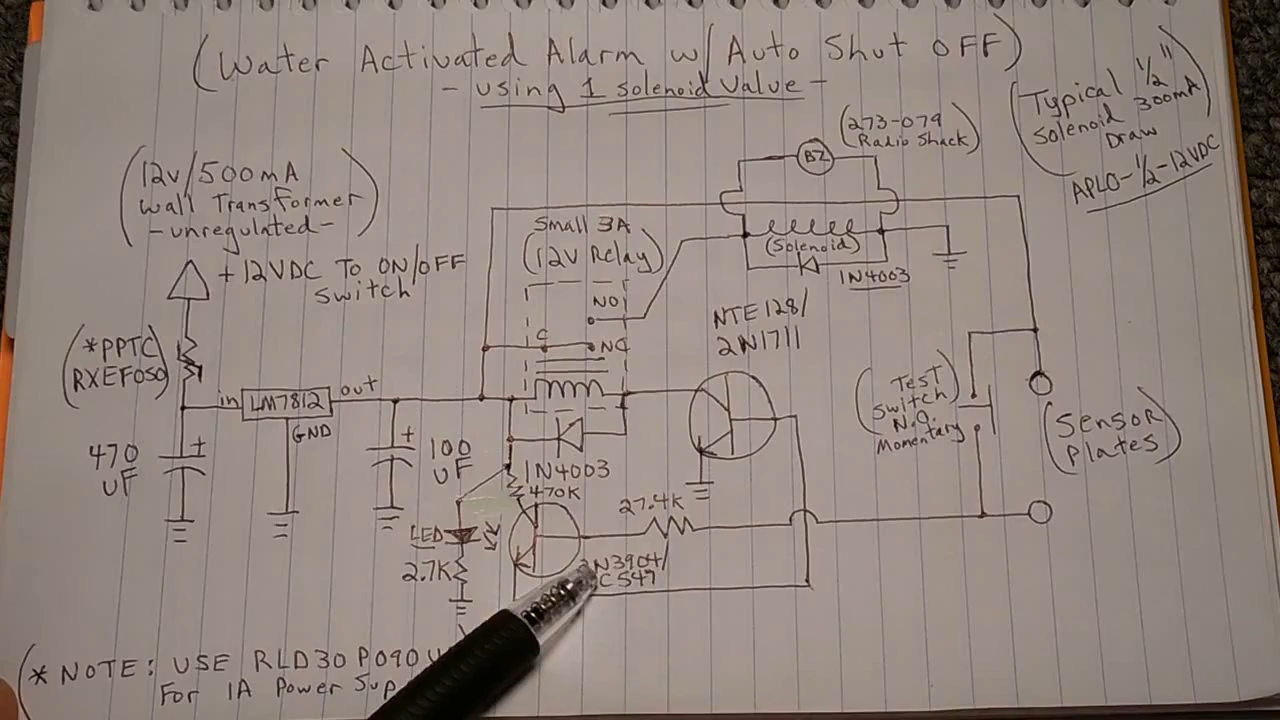 (Water Activated Alarm w/ Auto Shut OFF)
- using 1 solenoid Valve -
(Typical 1/2"
Solenoid 300mA
Draw)
APLO-1/2-12VDC
(273-079
Radio Shack)
BZ
(12v/500mA
Wall Transformer
-unregulated-)
+12VDC TO ON/OFF
Switch
Small 3A
(12V Relay)
NO
C
NC
(Solenoid)
1N4003
NTE128/
2N1711
(*PPTC
RXEF050)
in
LM7812
out
GND
470
uF
+
+
100
uF
1N4003
470K
LED
2.7K
27.4K
2N3904/
C547
(Test
Switch
N.O.
Momentary)
(Sensor
Plates)
(*NOTE: USE RLD30P090U
For 1A Power Sup